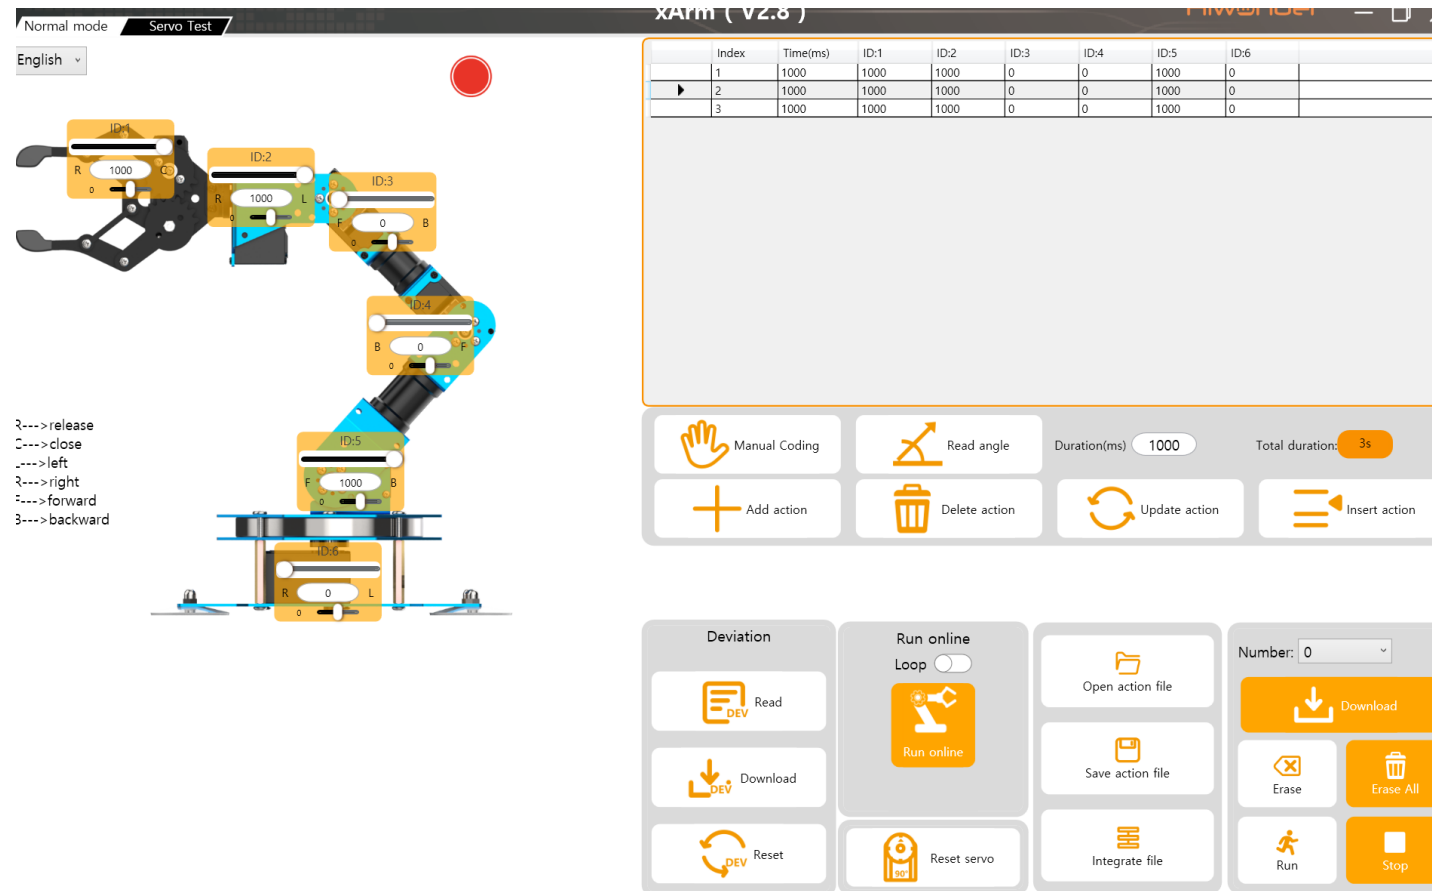 xArm ( V2.8 )
Hiwonder
Normal mode
Servo Test
English
Index Time(ms) ID:1 ID:2 ID:3 ID:4 ID:5 ID:6
1 1000 1000 1000 0 0 1000 0
2 1000 1000 1000 0 0 1000 0
3 1000 1000 1000 0 0 1000 0
ID:1
R 1000 C
0
ID:2
R 1000 L
0
ID:3
F 0 B
0
ID:4
B 0 F
0
ID:5
F 1000 B
0
ID:6
R 0 L
0
R--->release
C--->close
L--->left
R--->right
F--->forward
B--->backward
Manual Coding
Read angle
Duration(ms) 1000
Total duration: 3s
Add action
Delete action
Update action
Insert action
Deviation
DEV Read
DEV Download
DEV Reset
Run online
Loop
Run online
90° Reset servo
Open action file
Save action file
Integrate file
Number: 0
Download
Erase
Erase All
Run
Stop